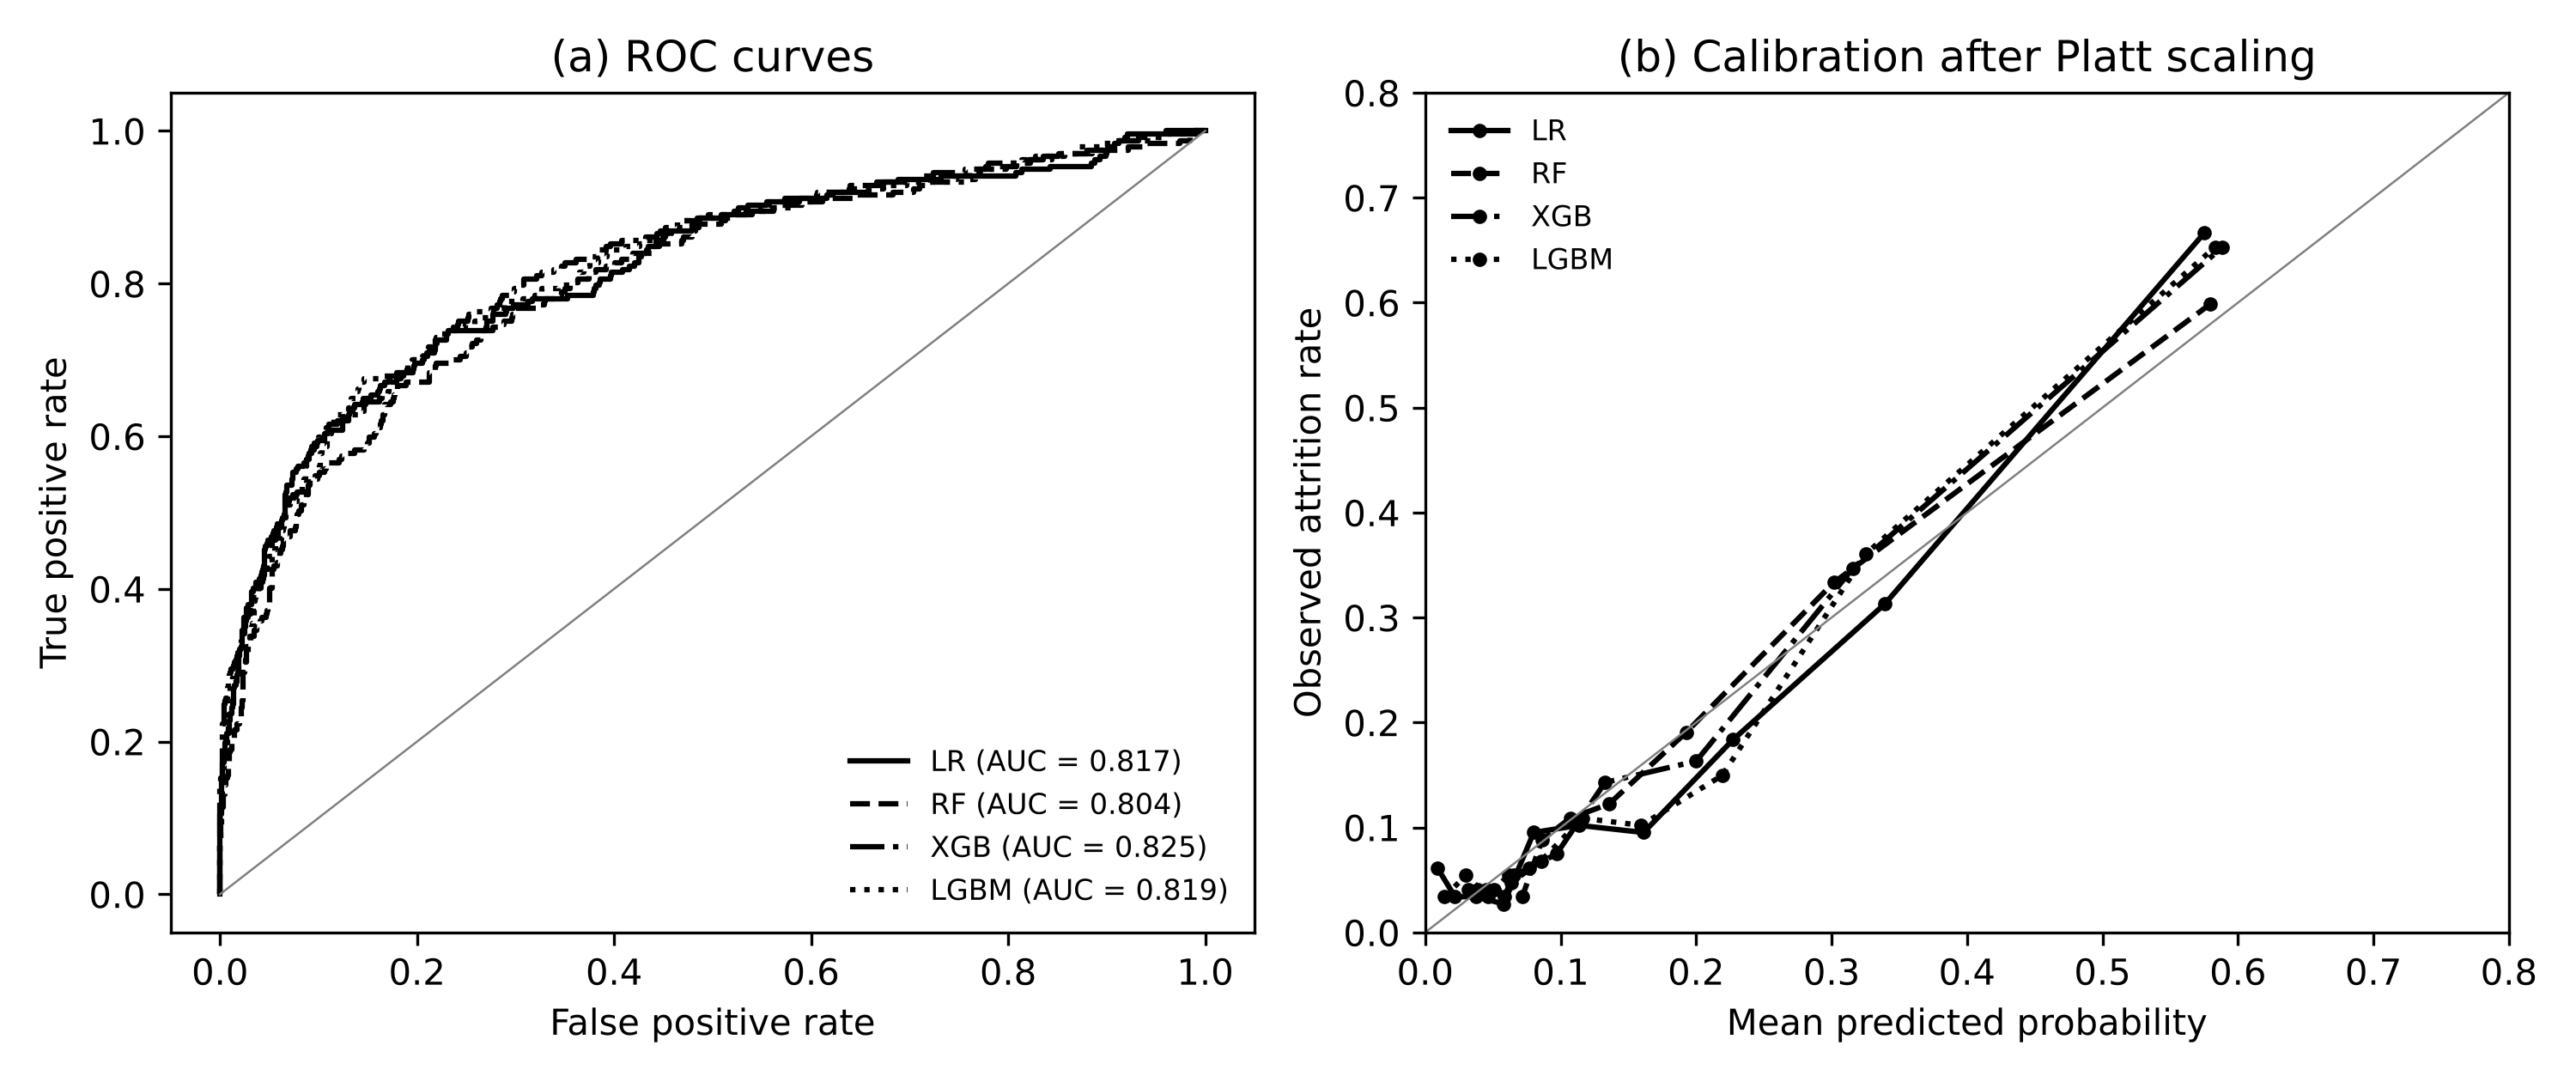 (a) ROC curves
1.0
0.8
0.6
0.4
0.2
0.0
True positive rate
LR (AUC = 0.817)
RF (AUC = 0.804)
XGB (AUC = 0.825)
LGBM (AUC = 0.819)
0.0 0.2 0.4 0.6 0.8 1.0
False positive rate
(b) Calibration after Platt scaling
0.8
0.7
0.6
0.5
0.4
0.3
0.2
0.1
0.0
Observed attrition rate
LR
RF
XGB
LGBM
0.0 0.1 0.2 0.3 0.4 0.5 0.6 0.7 0.8
Mean predicted probability